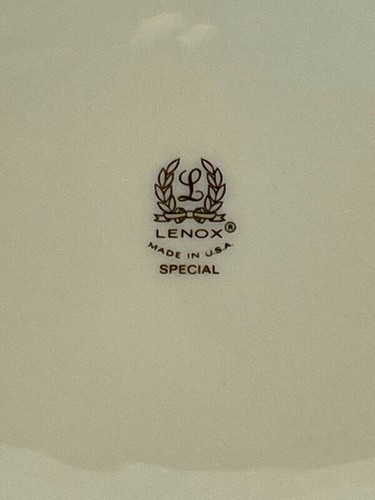 L
LENOX®
MADE IN U.S.A.
SPECIAL